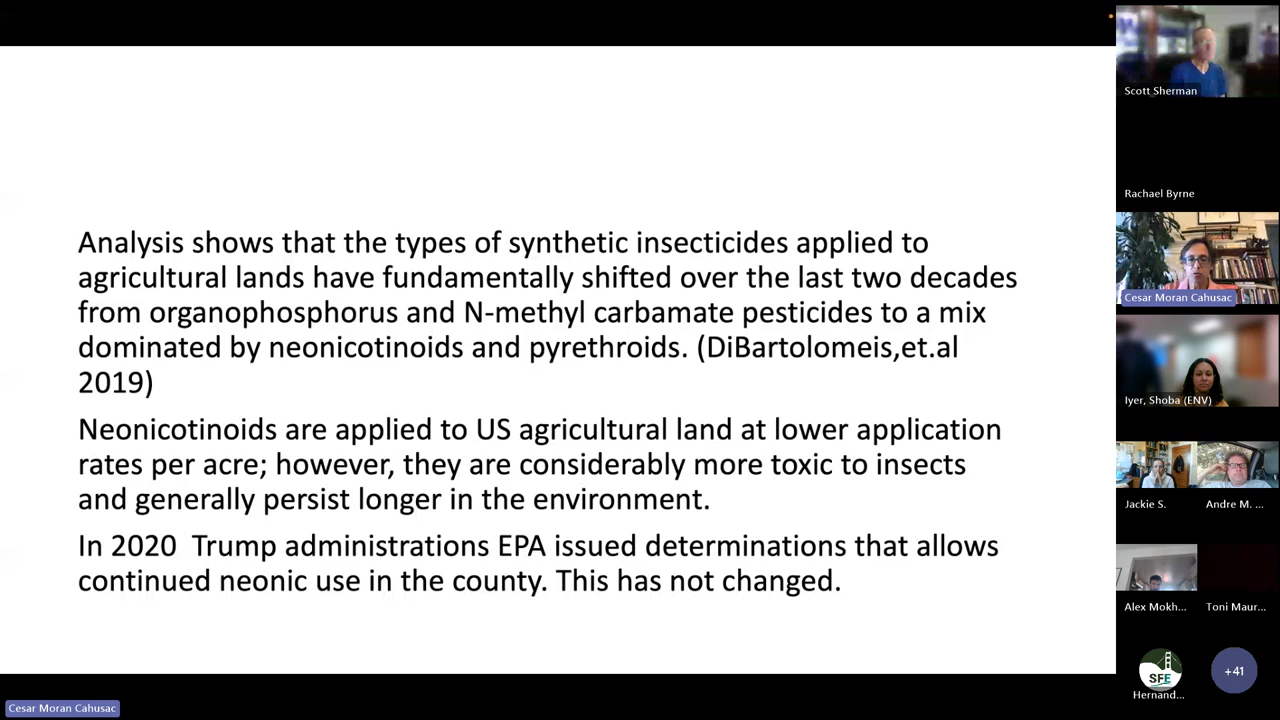 Analysis shows that the types of synthetic insecticides applied to
agricultural lands have fundamentally shifted over the last two decades
from organophosphorus and N-methyl carbamate pesticides to a mix
dominated by neonicotinoids and pyrethroids. (DiBartolomeis,et.al
2019)
Neonicotinoids are applied to US agricultural land at lower application
rates per acre; however, they are considerably more toxic to insects
and generally persist longer in the environment.
In 2020  Trump administrations EPA issued determinations that allows
continued neonic use in the county. This has not changed.
Scott Sherman
Rachael Byrne
Cesar Moran Cahusac
Iyer, Shoba (ENV)
Jackie S.
Andre M. ...
Alex Mokh...
Toni Maur...
SFE
Hernand...
+41
Cesar Moran Cahusac